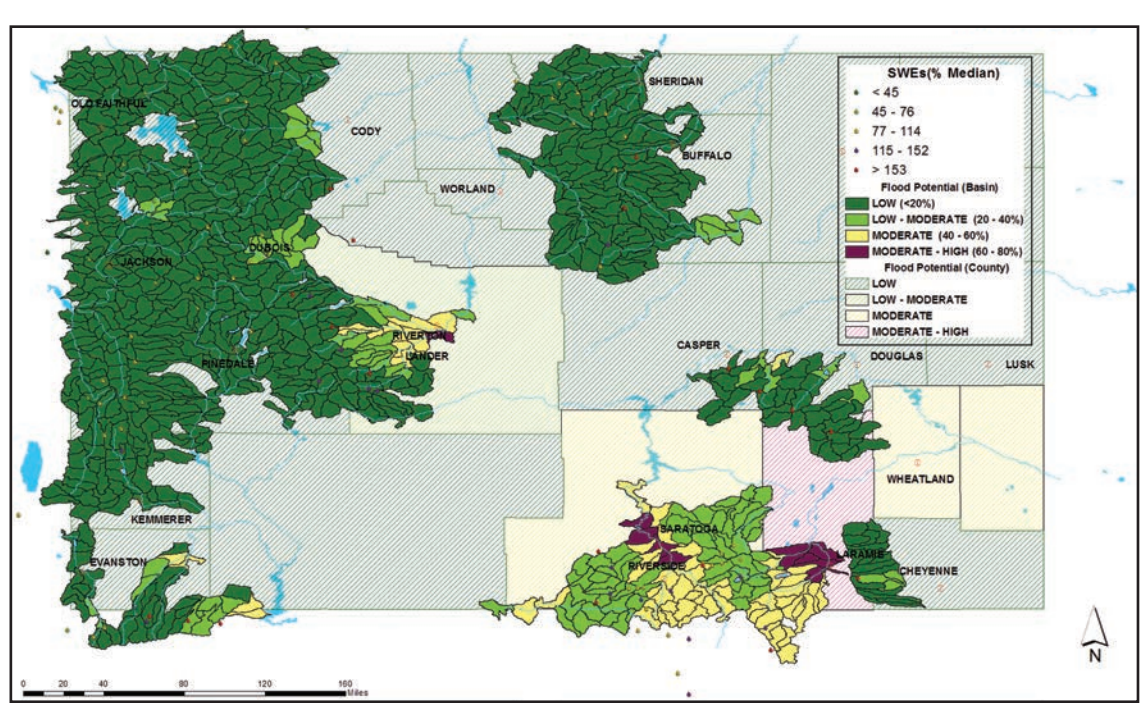 SHERIDAN
OLD FAITHFUL
CODY
BUFFALO
WORLAND
DUBOIS
JACKSON
RIVERTON
LANDER
PINEDALE
CASPER
DOUGLAS
LUSK
WHEATLAND
KEMMERER
SARATOGA
EVANSTON
RIVERSIDE
LARAMIE
CHEYENNE
SWEs(% Median)
< 45
45 - 76
77 - 114
115 - 152
> 153
Flood Potential (Basin)
LOW (<20%)
LOW - MODERATE (20 - 40%)
MODERATE (40 - 60%)
MODERATE - HIGH (60 - 80%)
Flood Potential (County)
LOW
LOW - MODERATE
MODERATE
MODERATE - HIGH
0 20 40 80 120 160
Miles
N